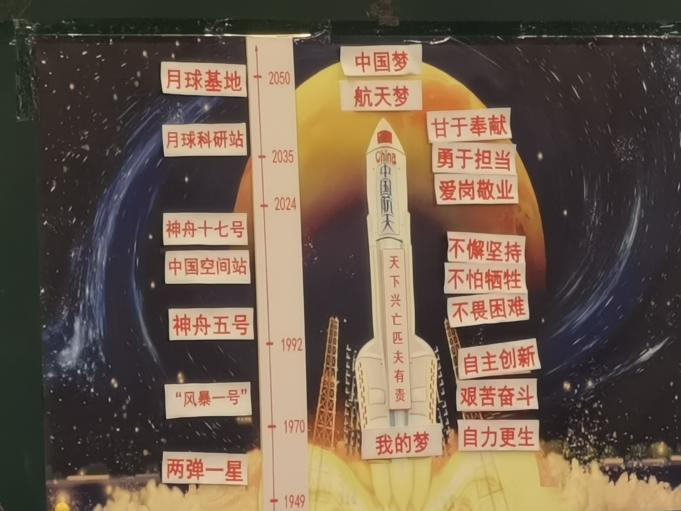 中国梦
航天梦
月球基地
月球科研站
神舟十七号
中国空间站
神舟五号
“风暴一号”
两弹一星
2050
2035
2024
1992
1970
1949
China
中国航天
天下兴亡匹夫有责
我的梦
甘于奉献
勇于担当
爱岗敬业
不懈坚持
不怕牺牲
不畏困难
自主创新
艰苦奋斗
自力更生